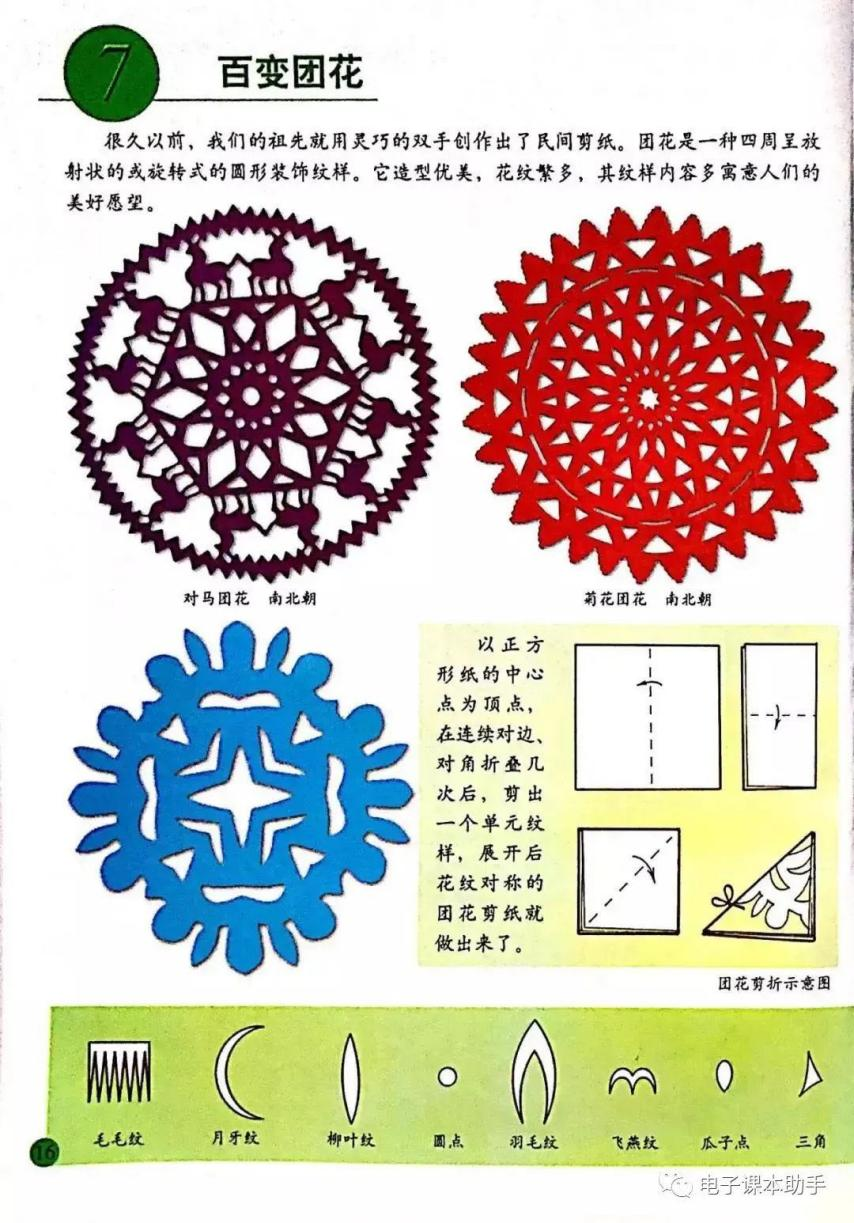 7
百变团花
很久以前，我们的祖先就用灵巧的双手创作出了民间剪纸。团花是一种四周呈放
射状的或旋转式的圆形装饰纹样。它造型优美，花纹繁多，其纹样内容多寓意人们的
美好愿望。
对马团花 南北朝
菊花团花 南北朝
以正方
形纸的中心
点为顶点，
在连续对边、
对角折叠几
次后，剪出
一个单元纹
样，展开后
花纹对称的
团花剪纸就
做出来了。
团花剪折示意图
毛毛纹
月牙纹
柳叶纹
圆点
羽毛纹
飞燕纹
瓜子点
三角
16
电子课本助手